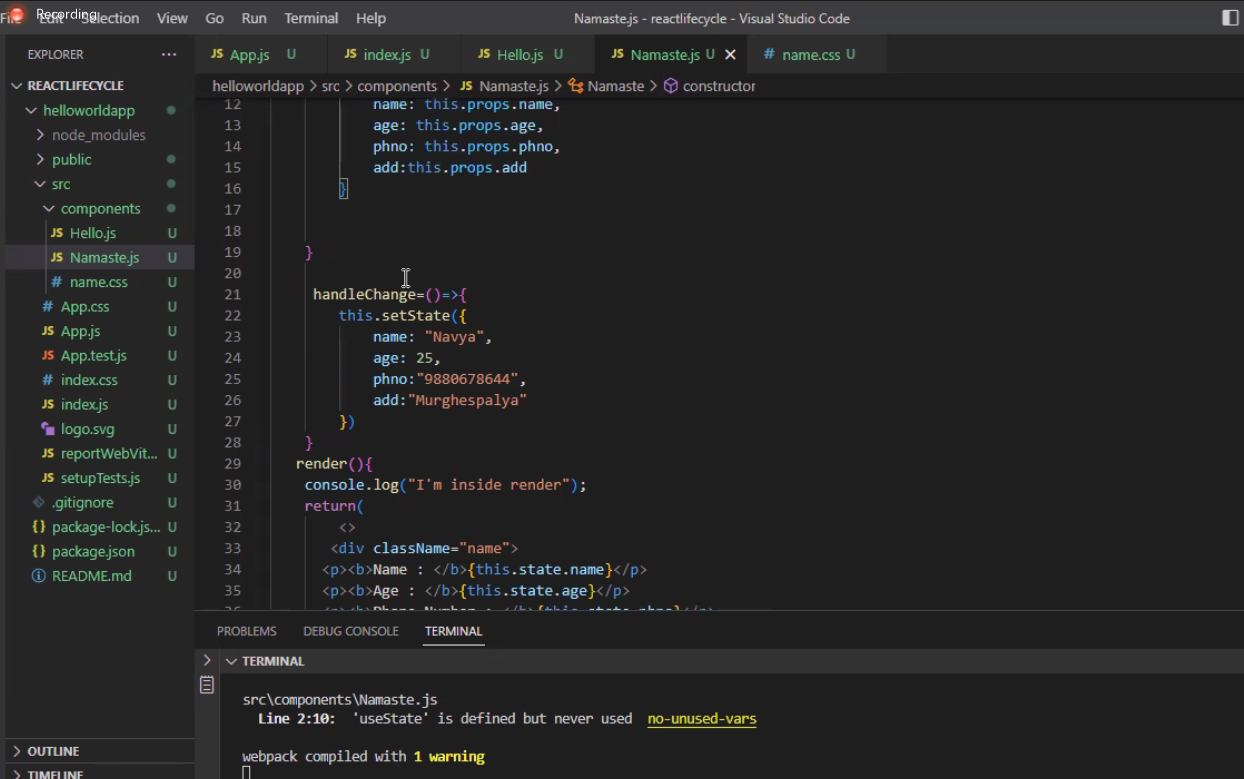 Recording
File Edit Selection View Go Run Terminal Help
Namaste.js - reactlifecycle - Visual Studio Code
EXPLORER ...
REACTLIFECYCLE
helloworldapp
node_modules
public
src
components
JS Hello.js U
JS Namaste.js U
# name.css U
# App.css U
JS App.js U
JS App.test.js U
# index.css U
JS index.js U
logo.svg U
JS reportWebVit... U
JS setupTests.js U
.gitignore U
{} package-lock.js... U
{} package.json U
README.md U
OUTLINE
TIMELINE
JS App.js U
JS index.js U
JS Hello.js U
JS Namaste.js U
# name.css U
helloworldapp > src > components > JS Namaste.js > Namaste > constructor
12 name: this.props.name,
13 age: this.props.age,
14 phno: this.props.phno,
15 add:this.props.add
16 }
17
18
19 }
20
21 handleChange=()=>{
22 this.setState({
23 name: "Navya",
24 age: 25,
25 phno:"9880678644",
26 add:"Murghespalya"
27 })
28 }
29 render(){
30 console.log("I'm inside render");
31 return(
32 <>
33 <div className="name">
34 <p><b>Name : </b>{this.state.name}</p>
35 <p><b>Age : </b>{this.state.age}</p>
36 <p><b>Phone Number : </b>{this.state.phno}</p>
PROBLEMS DEBUG CONSOLE TERMINAL
TERMINAL
src\components\Namaste.js
Line 2:10: 'useState' is defined but never used no-unused-vars
webpack compiled with 1 warning